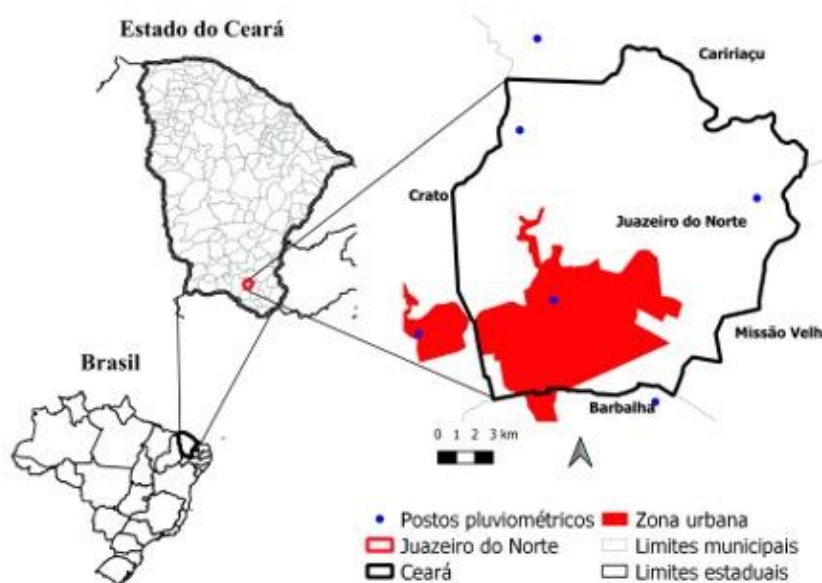 Estado do Ceará
Caririaçu
Crato
Juazeiro do Norte
Missão Velh
Brasil
Barbalha
0 1 2 3 km
Postos pluviométricos
Zona urbana
Juazeiro do Norte
Limites municipais
Ceará
Limites estaduais